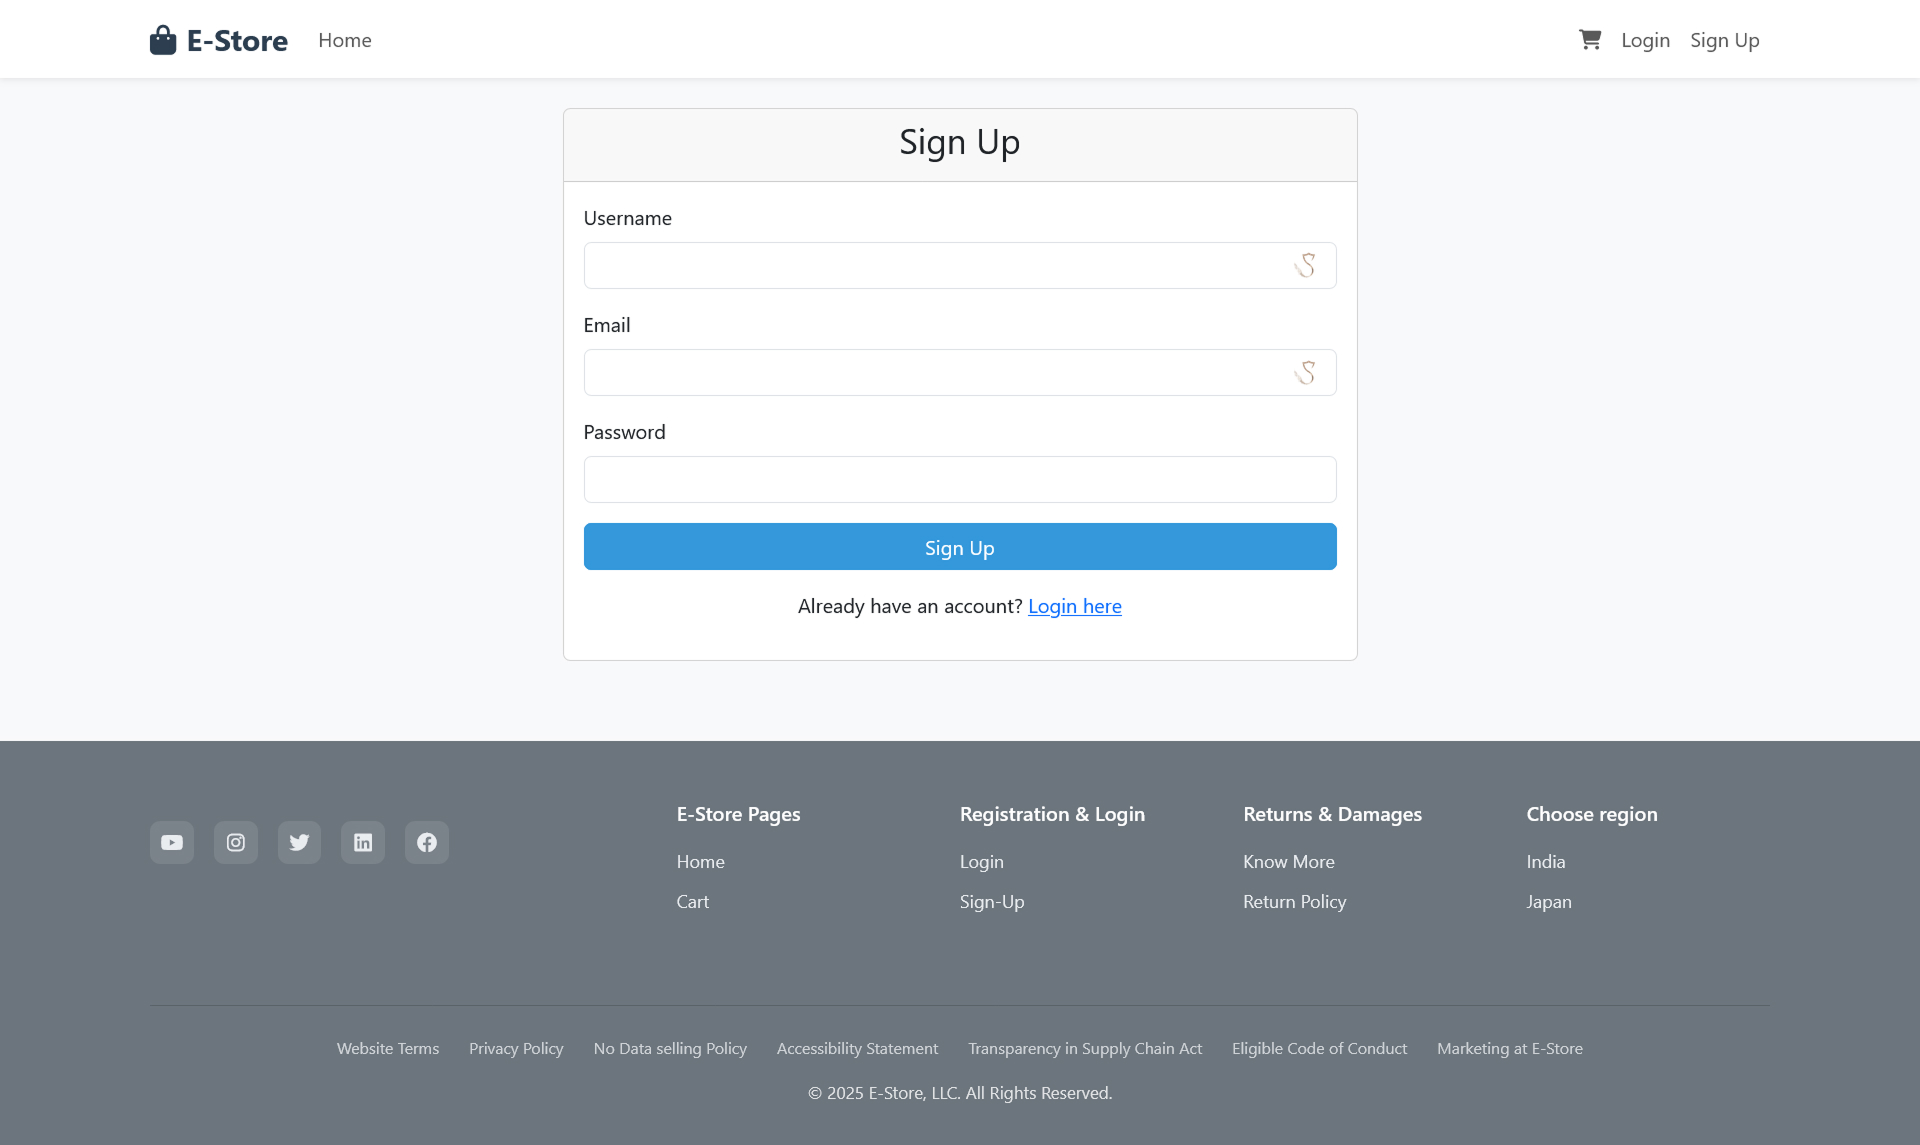 E-Store
Home
Login
Sign Up
Sign Up
Username
Email
Password
Sign Up
Already have an account? Login here
E-Store Pages
Home
Cart
Registration & Login
Login
Sign-Up
Returns & Damages
Know More
Return Policy
Choose region
India
Japan
Website Terms
Privacy Policy
No Data selling Policy
Accessibility Statement
Transparency in Supply Chain Act
Eligible Code of Conduct
Marketing at E-Store
© 2025 E-Store, LLC. All Rights Reserved.